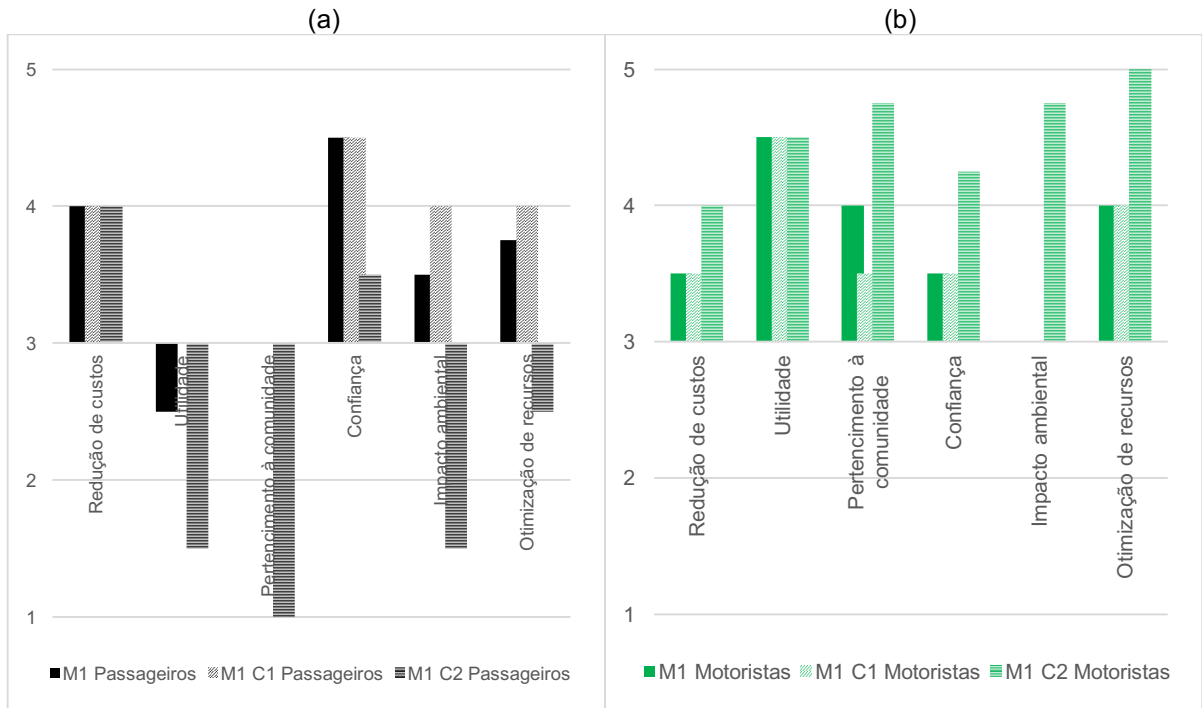 (a)
5
4
3
2
1
Redução de custos
Utilidade
Pertencimento à comunidade
Confiança
Impacto ambiental
Otimização de recursos
M1 Passageiros
M1 C1 Passageiros
M1 C2 Passageiros
(b)
5
4
3
2
1
Redução de custos
Utilidade
Pertencimento à
comunidade
Confiança
Impacto ambiental
Otimização de recursos
M1 Motoristas
M1 C1 Motoristas
M1 C2 Motoristas